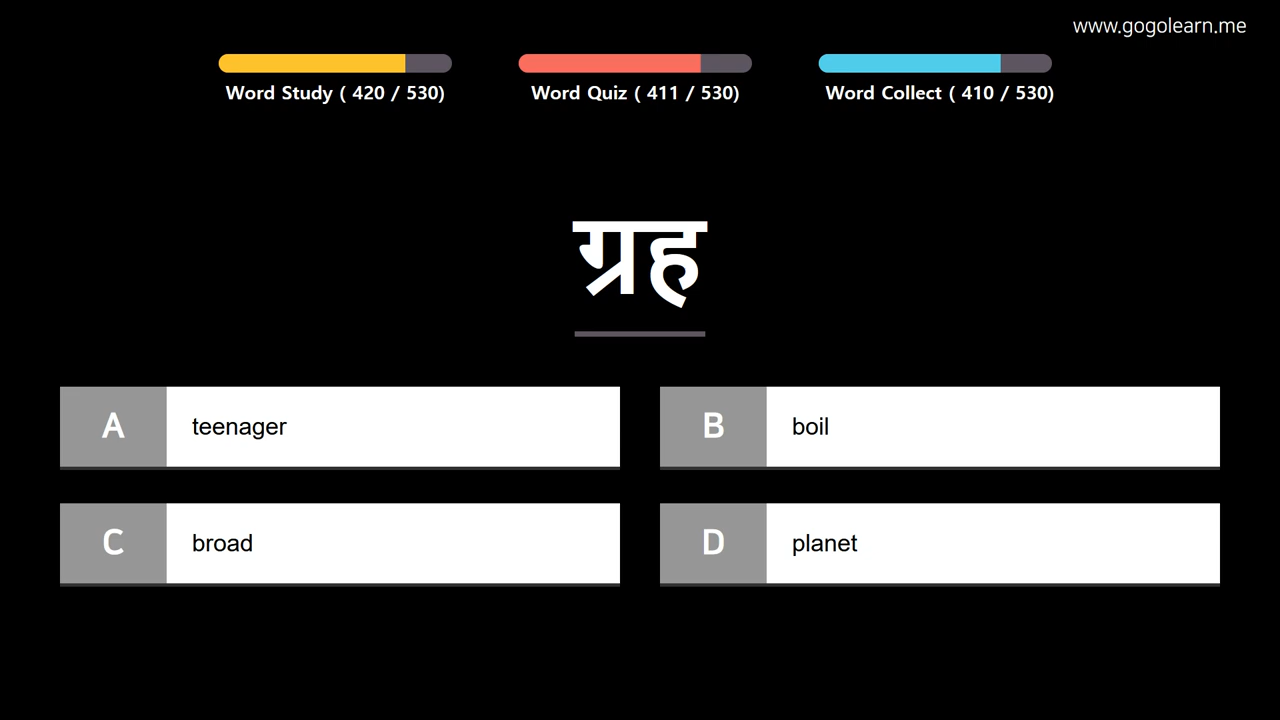 www.gogolearn.me
Word Study ( 420 / 530)
Word Quiz ( 411 / 530)
Word Collect ( 410 / 530)
ग्रह
A teenager
B boil
C broad
D planet